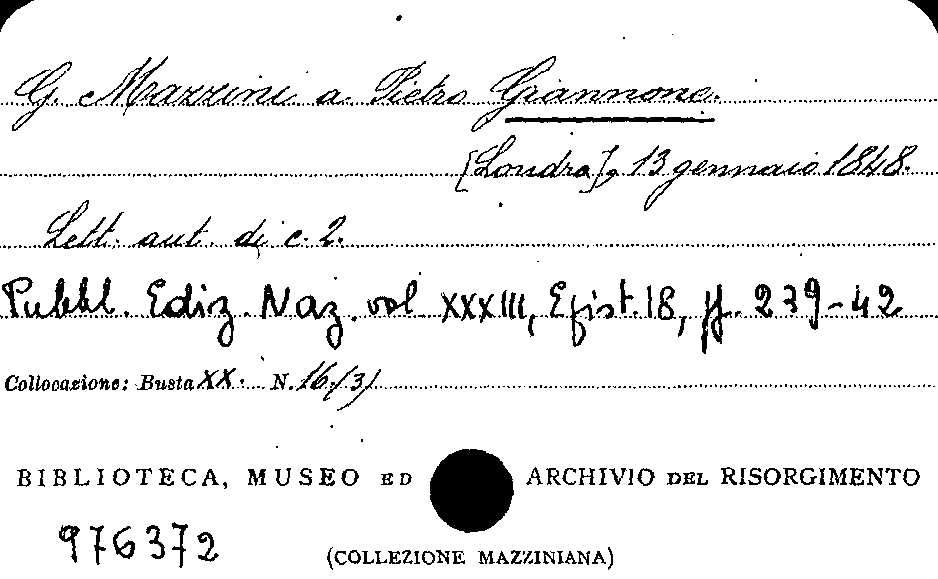 G. Mazzini a Pietro Giannone.
[Londra], 13 gennaio 1848.
Lett. aut. di c. 2.
Pubbl. Ediz. Naz. vol XXXIII, Epist. 18, pp. 239-42
Collocazione: Busta XX. N. 16/(3)
BIBLIOTECA, MUSEO ED ARCHIVIO DEL RISORGIMENTO
976372
(COLLEZIONE MAZZINIANA)